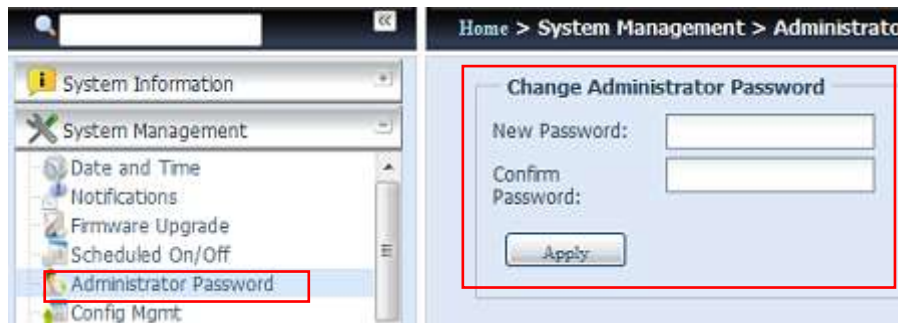 Home > System Management > Administrato
System Information
System Management
Date and Time
Notifications
Firmware Upgrade
Scheduled On/Off
Administrator Password
Config Mgmt
Change Administrator Password
New Password:
Confirm
Password:
Apply